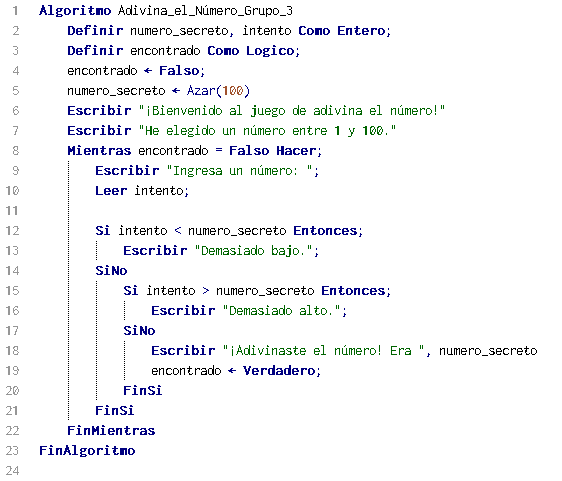 1 Algoritmo Adivina_el_Número_Grupo_3
2 Definir numero_secreto, intento Como Entero;
3 Definir encontrado Como Logico;
4 encontrado ← Falso;
5 numero_secreto ← Azar(100)
6 Escribir "¡Bienvenido al juego de adivina el número!"
7 Escribir "He elegido un número entre 1 y 100."
8 Mientras encontrado = Falso Hacer;
9 Escribir "Ingresa un número: ";
10 Leer intento;
11
12 Si intento < numero_secreto Entonces;
13 Escribir "Demasiado bajo.";
14 SiNo
15 Si intento > numero_secreto Entonces;
16 Escribir "Demasiado alto.";
17 SiNo
18 Escribir "¡Adivinaste el número! Era ", numero_secreto
19 encontrado ← Verdadero;
20 FinSi
21 FinSi
22 FinMientras
23 FinAlgoritmo
24